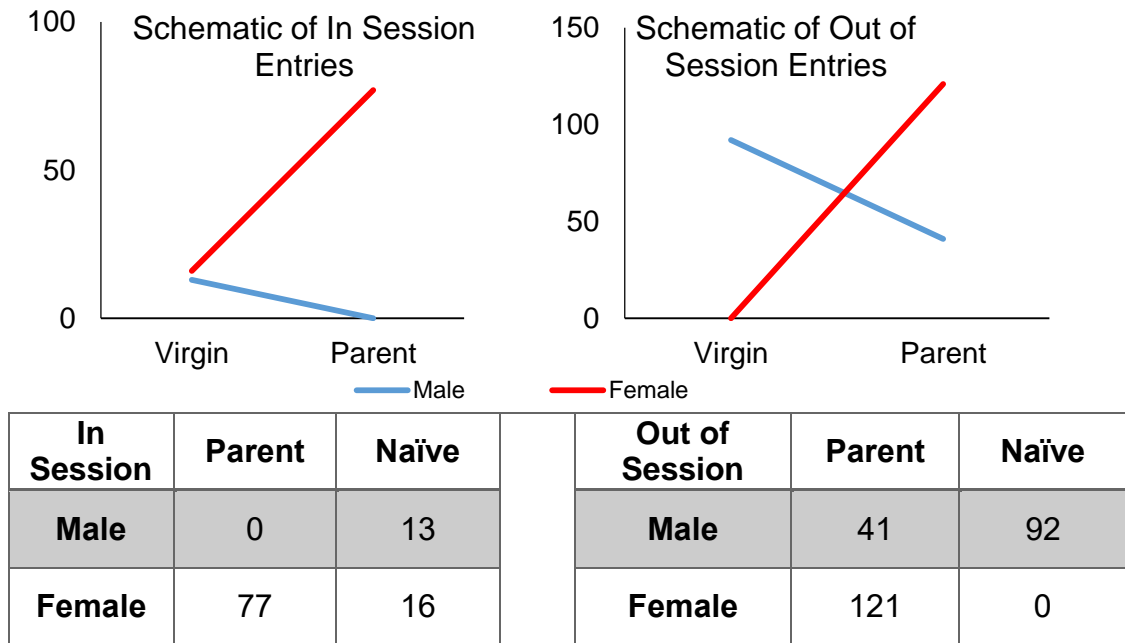 Schematic of In Session
Entries
100
50
0
Virgin Parent
Schematic of Out of
Session Entries
150
100
50
0
Virgin Parent
Male Female
In
Session Parent Naïve
Male 0 13
Female 77 16
Out of
Session Parent Naïve
Male 41 92
Female 121 0